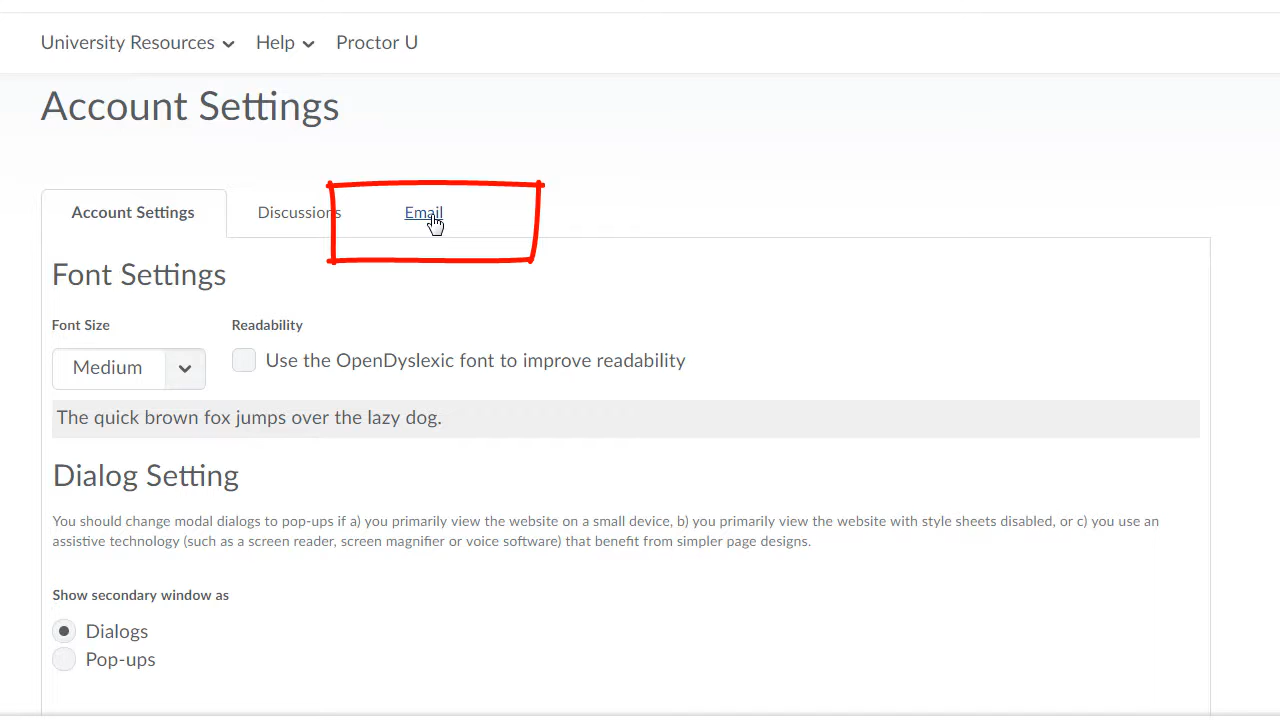 University Resources Help Proctor U
Account Settings
Account Settings Discussions Email
Font Settings
Font Size Readability
Medium Use the OpenDyslexic font to improve readability
The quick brown fox jumps over the lazy dog.
Dialog Setting
You should change modal dialogs to pop-ups if a) you primarily view the website on a small device, b) you primarily view the website with style sheets disabled, or c) you use an
assistive technology (such as a screen reader, screen magnifier or voice software) that benefit from simpler page designs.
Show secondary window as
Dialogs
Pop-ups